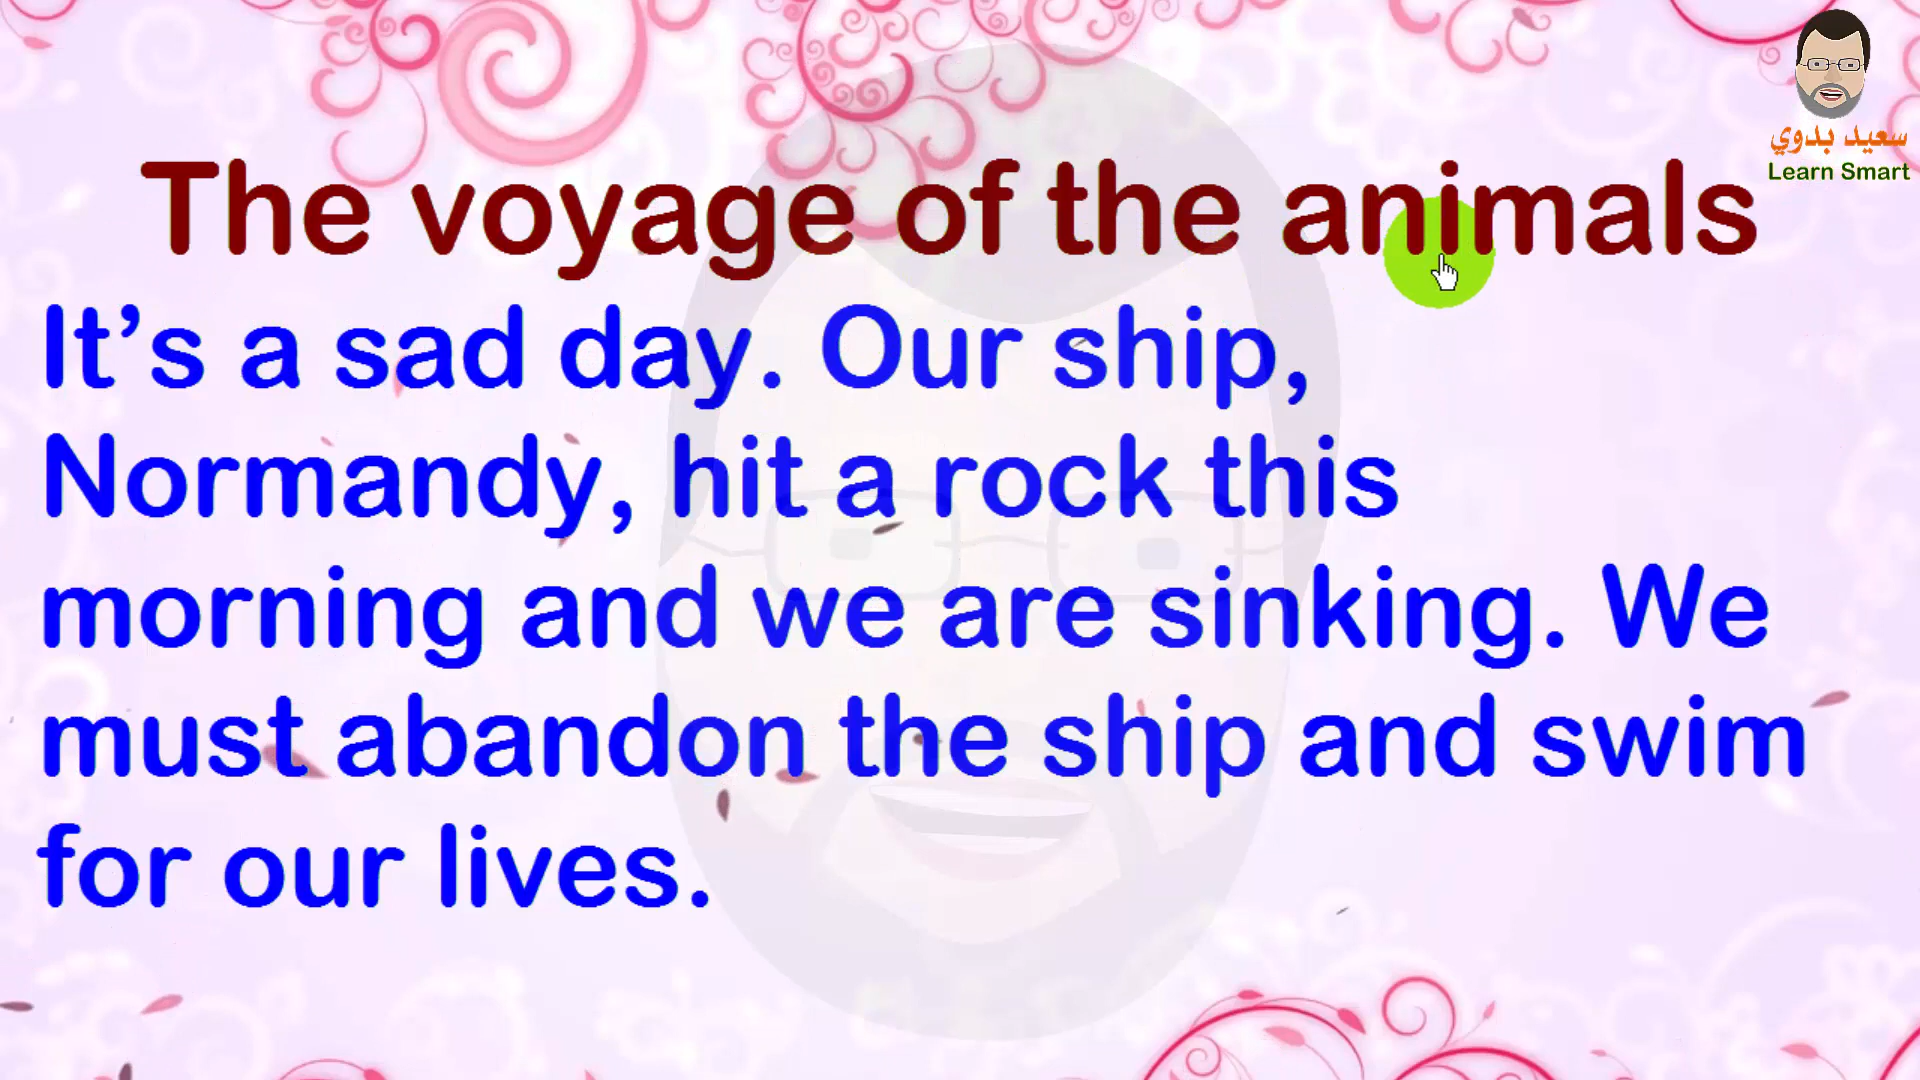 سعيد بدوي
Learn Smart
The voyage of the animals
It’s a sad day. Our ship,
Normandy, hit a rock this
morning and we are sinking. We
must abandon the ship and swim
for our lives.